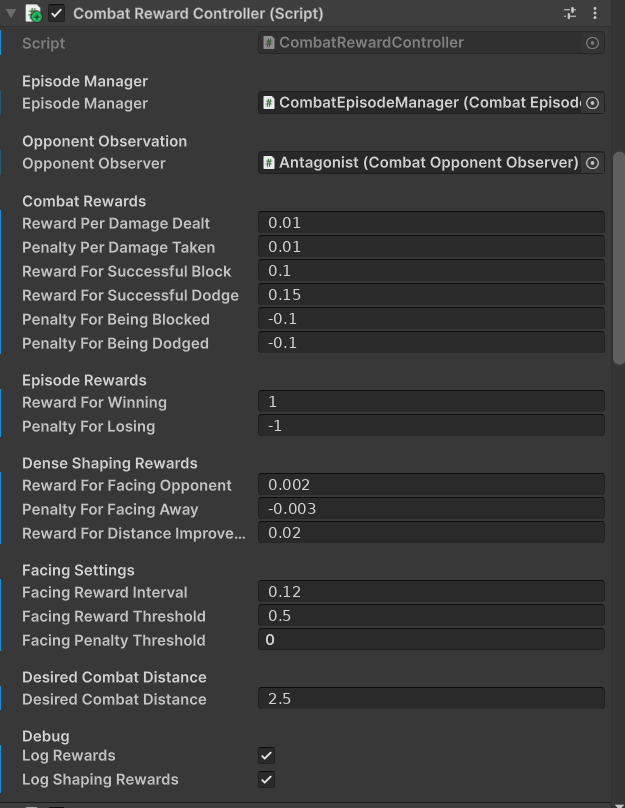 Combat Reward Controller (Script)
Script CombatRewardController
Episode Manager
Episode Manager CombatEpisodeManager (Combat Episod
Opponent Observation
Opponent Observer Antagonist (Combat Opponent Observer)
Combat Rewards
Reward Per Damage Dealt 0.01
Penalty Per Damage Taken 0.01
Reward For Successful Block 0.1
Reward For Successful Dodge 0.15
Penalty For Being Blocked -0.1
Penalty For Being Dodged -0.1
Episode Rewards
Reward For Winning 1
Penalty For Losing -1
Dense Shaping Rewards
Reward For Facing Opponent 0.002
Penalty For Facing Away -0.003
Reward For Distance Improve... 0.02
Facing Settings
Facing Reward Interval 0.12
Facing Reward Threshold 0.5
Facing Penalty Threshold 0
Desired Combat Distance
Desired Combat Distance 2.5
Debug
Log Rewards
Log Shaping Rewards